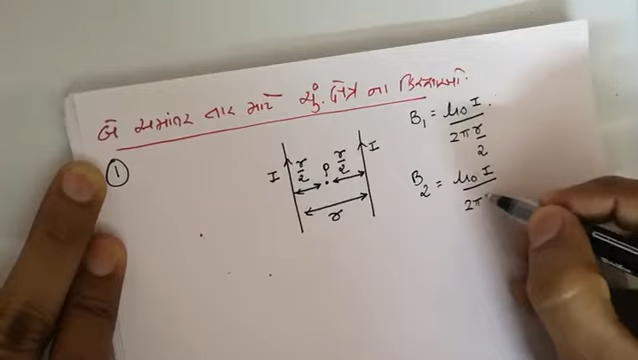 બે સમાંતર તાર માટે ચું. ક્ષેત્ર ના કિસ્સાઓ.
①
I r/2 P r/2 I
r
B₁ = μ₀I / 2π r/2
B₂ = μ₀I / 2π